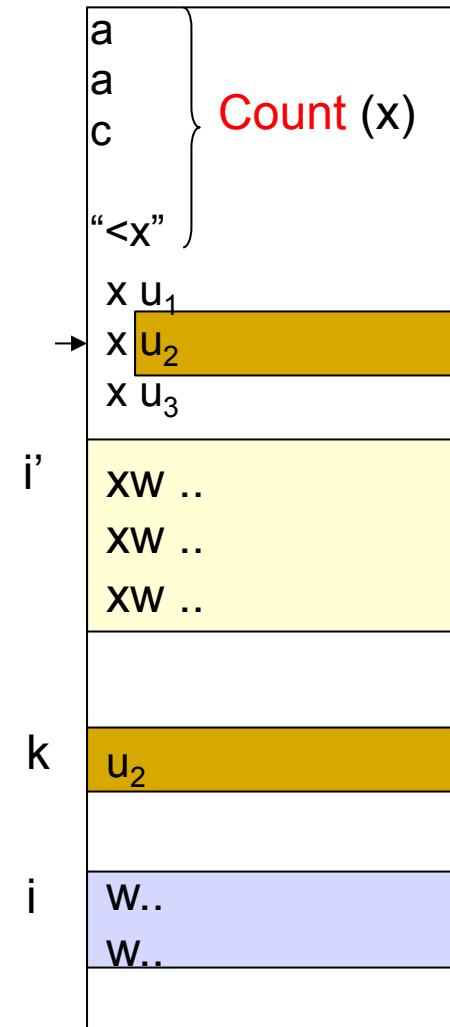 a
a
c
Count (x)
“<x”
x u₁
x u₂
x u₃
i’
xw ..
xw ..
xw ..
k
u₂
i
w..
w..